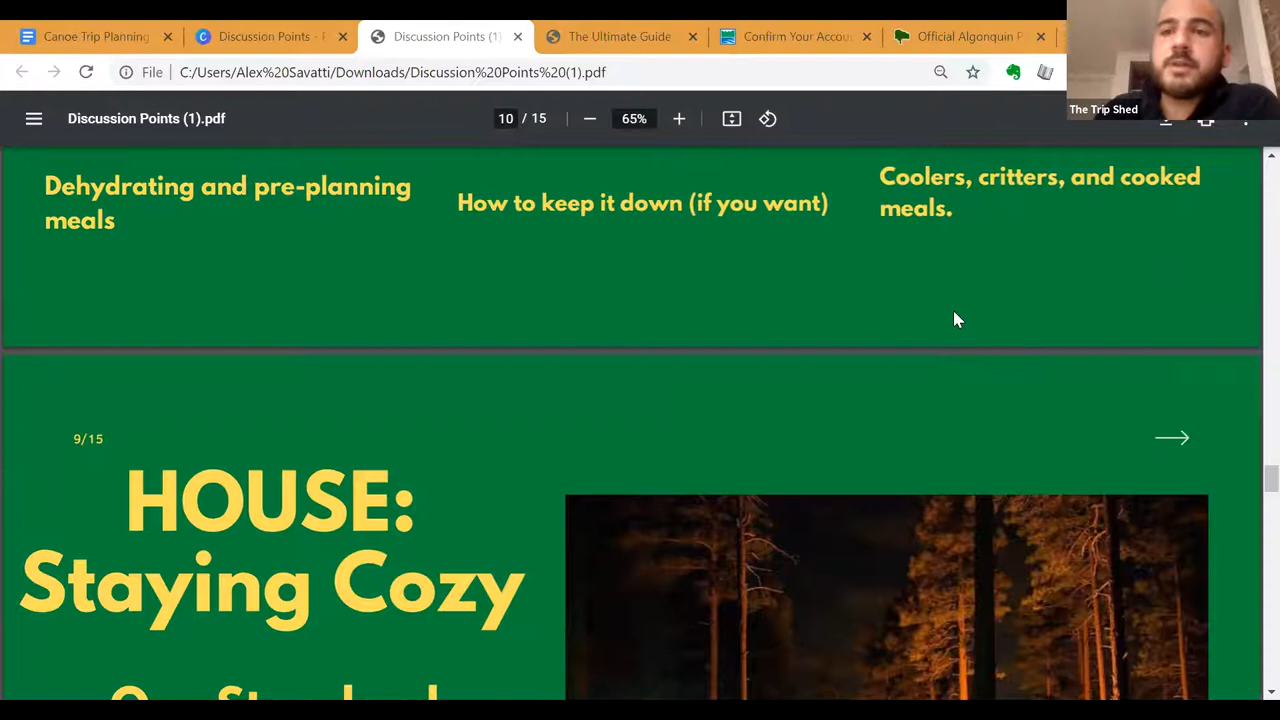 Canoe Trip Planning
Discussion Points - F
Discussion Points (1)
The Ultimate Guide
Confirm Your Accou
Official Algonquin P
File
C:/Users/Alex%20Savatti/Downloads/Discussion%20Points%20(1).pdf
The Trip Shed
Discussion Points (1).pdf
10 / 15
65%
Dehydrating and pre-planning
meals
How to keep it down (if you want)
Coolers, critters, and cooked
meals.
9/15
HOUSE:
Staying Cozy